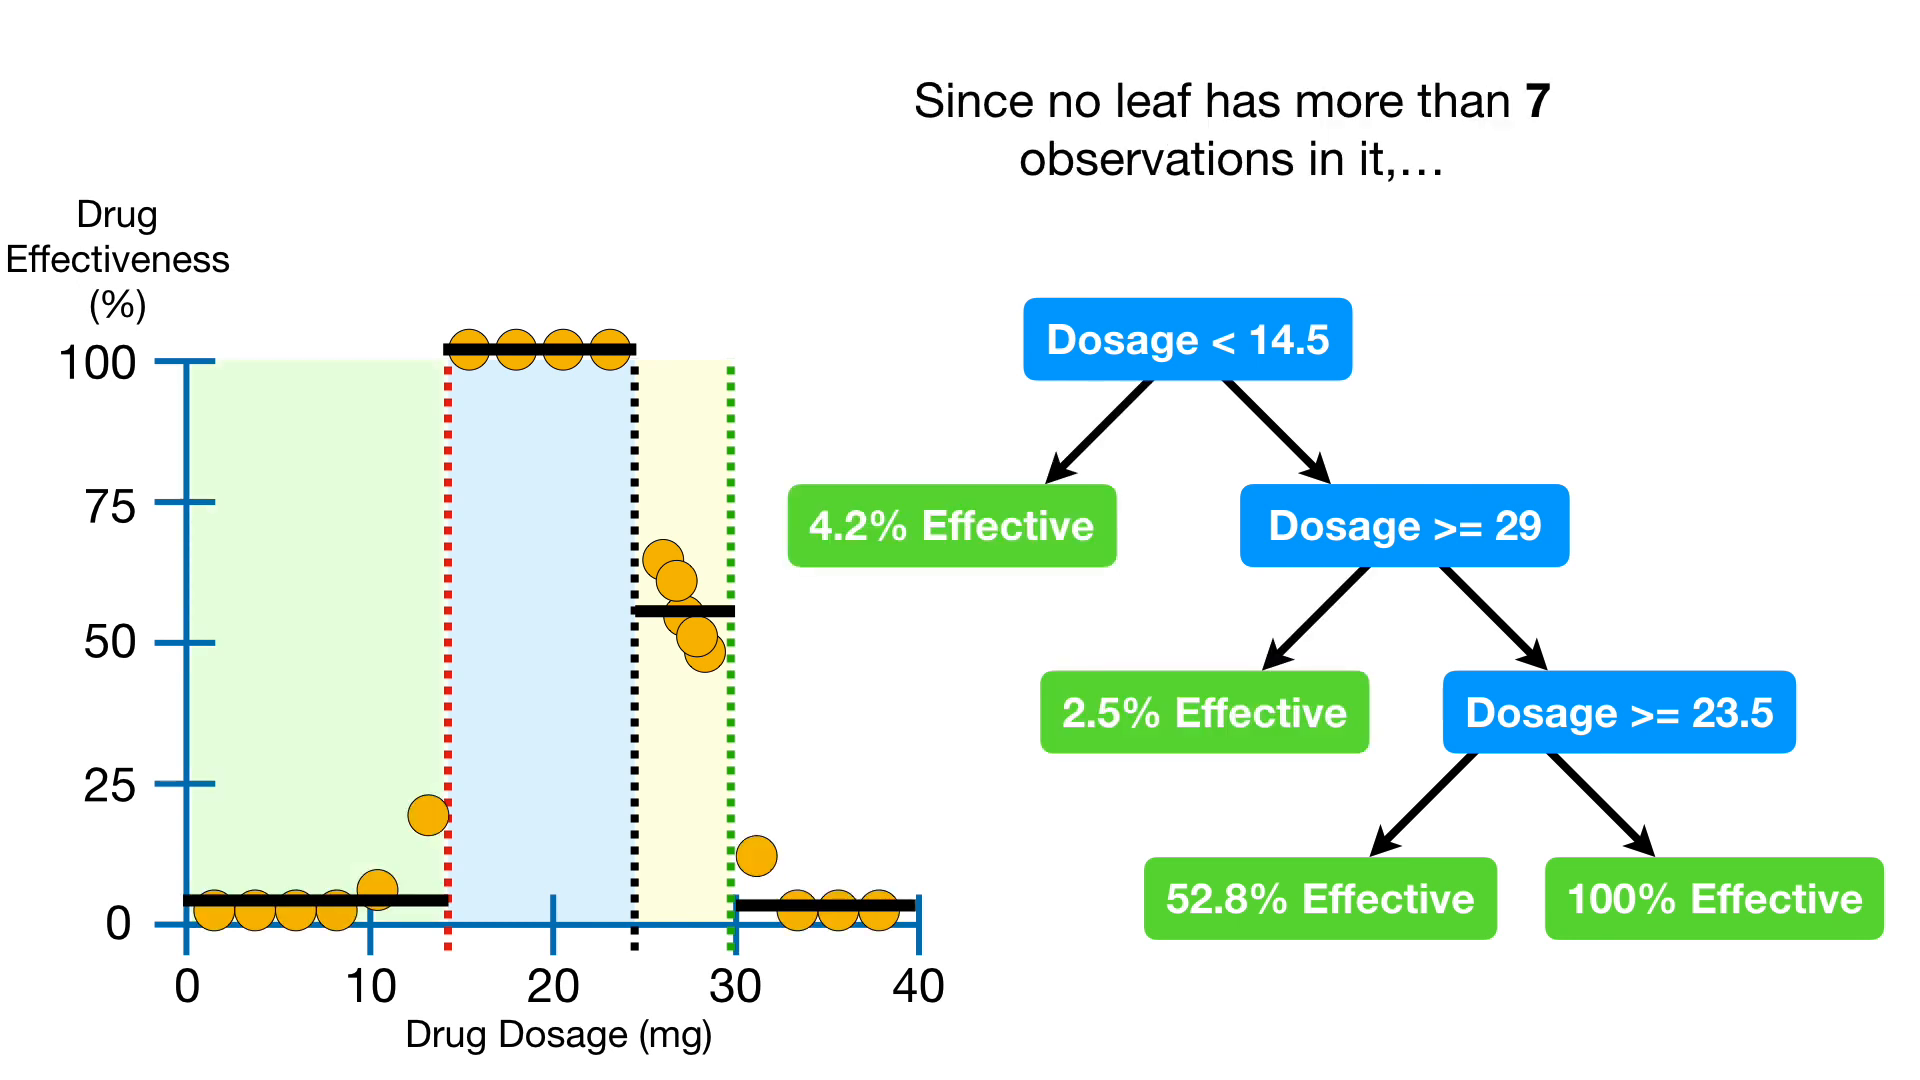 Since no leaf has more than 7
observations in it,...
Drug
Effectiveness
(%)
100
75
50
25
0
0 10 20 30 40
Drug Dosage (mg)
Dosage < 14.5
4.2% Effective
Dosage >= 29
2.5% Effective
Dosage >= 23.5
52.8% Effective
100% Effective